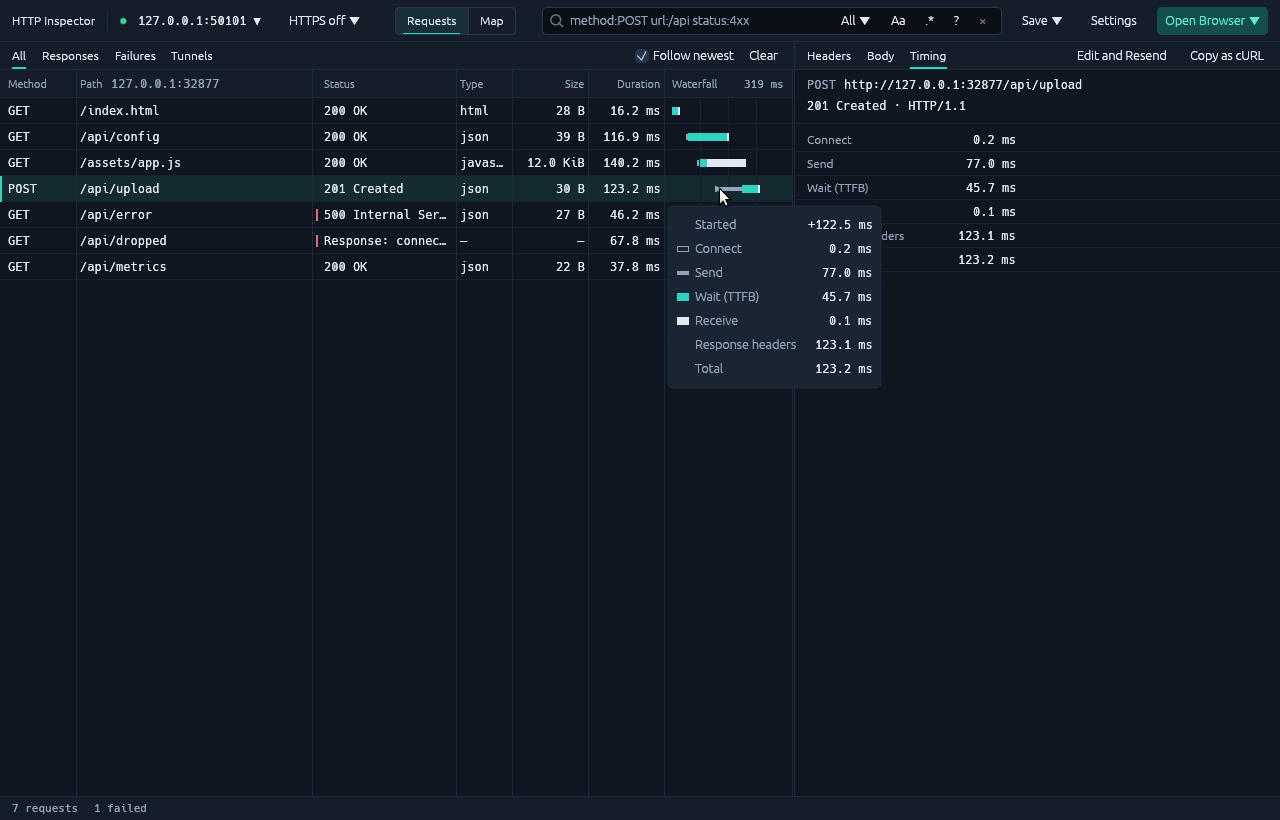 HTTP Inspector 127.0.0.1:50101 ▼ HTTPS off ▼ Requests Map method:POST url:/api status:4xx All ▼ Aa .* ? × Save ▼ Settings Open Browser ▼
All Responses Failures Tunnels Follow newest Clear Headers Body Timing Edit and Resend Copy as cURL
Method Path 127.0.0.1:32877 Status Type Size Duration Waterfall 319 ms
GET /index.html 200 OK html 28 B 16.2 ms
GET /api/config 200 OK json 39 B 116.9 ms
GET /assets/app.js 200 OK javas… 12.0 KiB 140.2 ms
POST /api/upload 201 Created json 30 B 123.2 ms
GET /api/error 500 Internal Ser… json 27 B 46.2 ms
GET /api/dropped Response: connec… — — 67.8 ms
GET /api/metrics 200 OK json 22 B 37.8 ms
POST http://127.0.0.1:32877/api/upload
201 Created · HTTP/1.1
Connect 0.2 ms
Send 77.0 ms
Wait (TTFB) 45.7 ms
0.1 ms
ders 123.1 ms
123.2 ms
Started +122.5 ms
Connect 0.2 ms
Send 77.0 ms
Wait (TTFB) 45.7 ms
Receive 0.1 ms
Response headers 123.1 ms
Total 123.2 ms
7 requests 1 failed